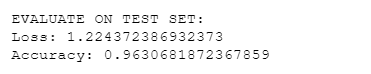 EVALUATE ON TEST SET:
Loss: 1.224372386932373
Accuracy: 0.9630681872367859